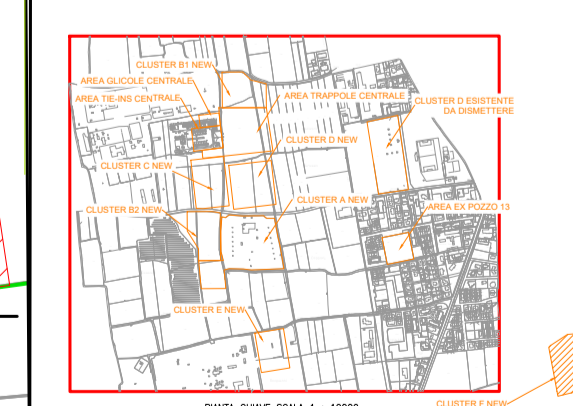 CLUSTER B1 NEW
AREA GLICOLE CENTRALE
AREA TIE-INS CENTRALE
AREA TRAPPOLE CENTRALE
CLUSTER D ESISTENTE
DA DISMETTERE
CLUSTER D NEW
CLUSTER C NEW
CLUSTER A NEW
CLUSTER B2 NEW
AREA EX POZZO 13
CLUSTER E NEW
CLUSTER F NEW